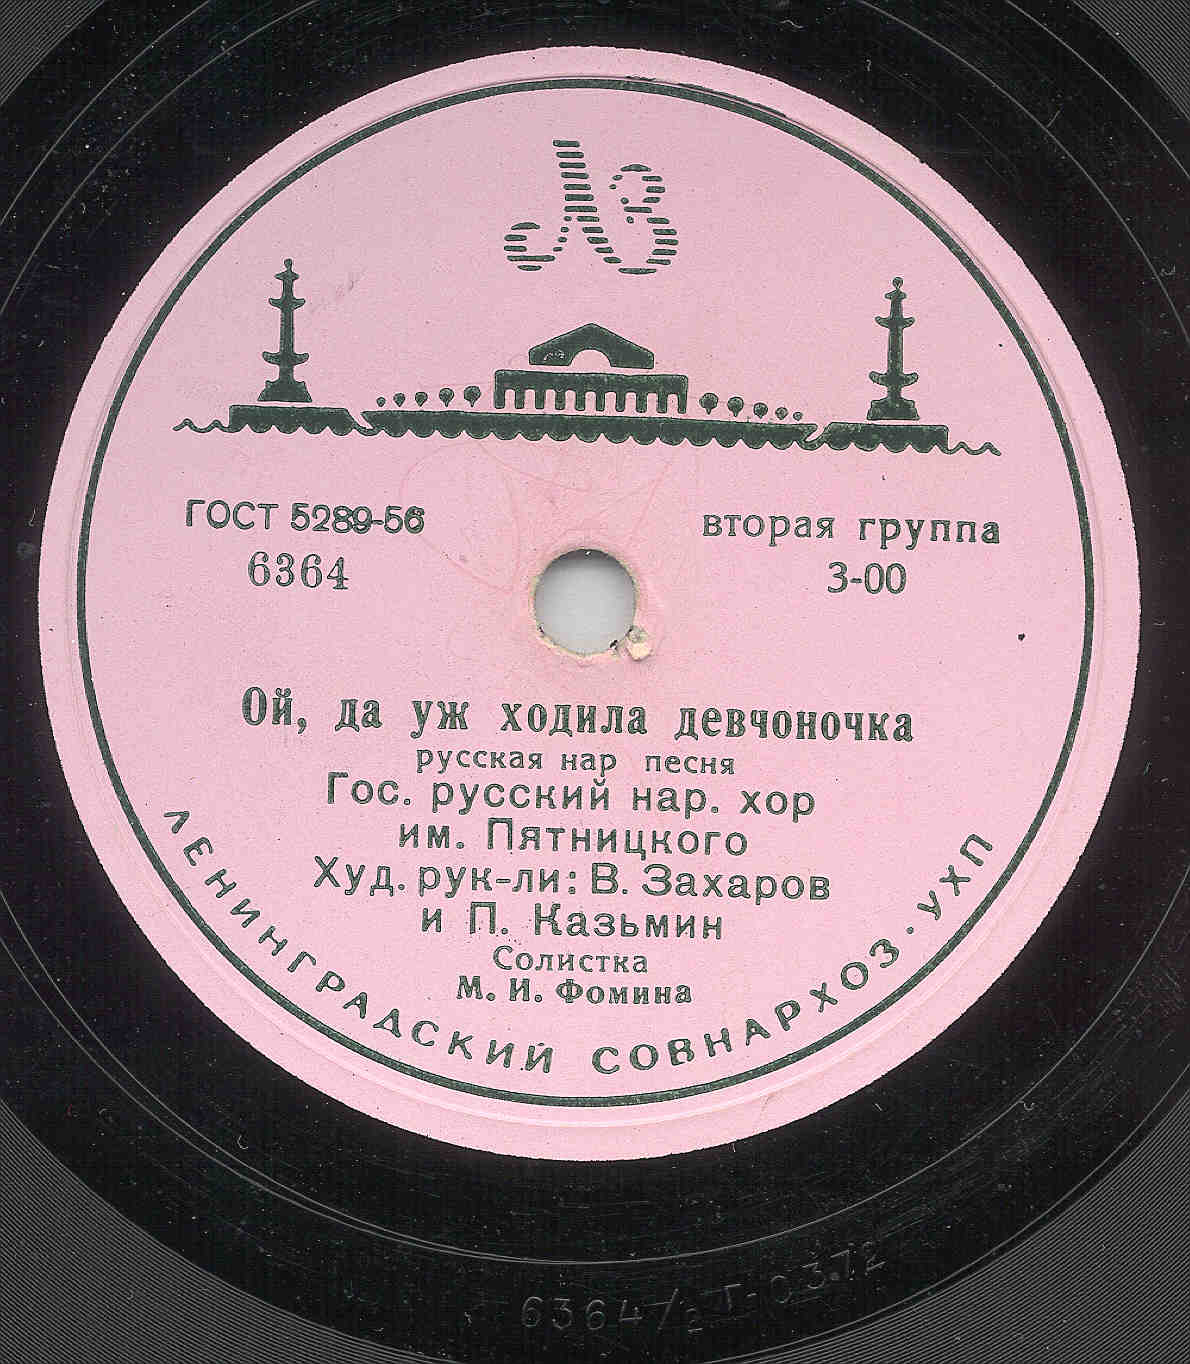 ЛЗ
ГОСТ 5289-56
вторая группа
6364
3-00
Ой, да уж ходила девчоночка
русская нар песня
Гос. русский нар. хор
им. Пятницкого
Худ. рук-ли: В. Захаров
и П. Казьмин
Солистка
М. И. Фомина
ЛЕНИНГРАДСКИЙ СОВНАРХОЗ·УХП
6364/2 Г-0372